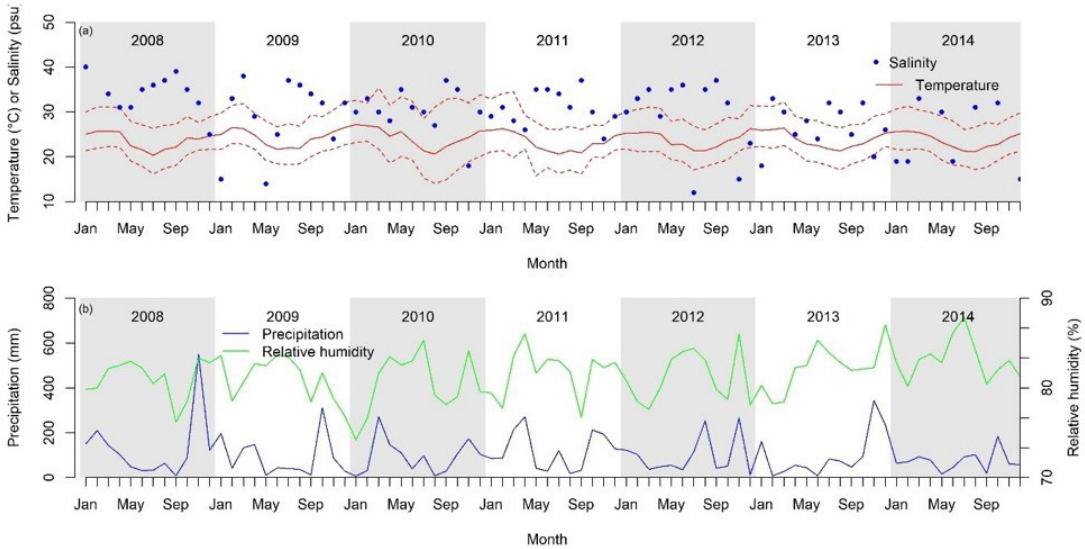 (a)
2008 2009 2010 2011 2012 2013 2014
Salinity
Temperature
Temperature (°C) or Salinity (psu)
50
40
30
20
10
Jan May Sep Jan May Sep Jan May Sep Jan May Sep Jan May Sep Jan May Sep Jan May Sep
Month
(b)
2008 2009 2010 2011 2012 2013 2014
Precipitation
Relative humidity
Precipitation (mm)
800
600
400
200
0
Relative humidity (%)
90
80
70
Jan May Sep Jan May Sep Jan May Sep Jan May Sep Jan May Sep Jan May Sep Jan May Sep
Month